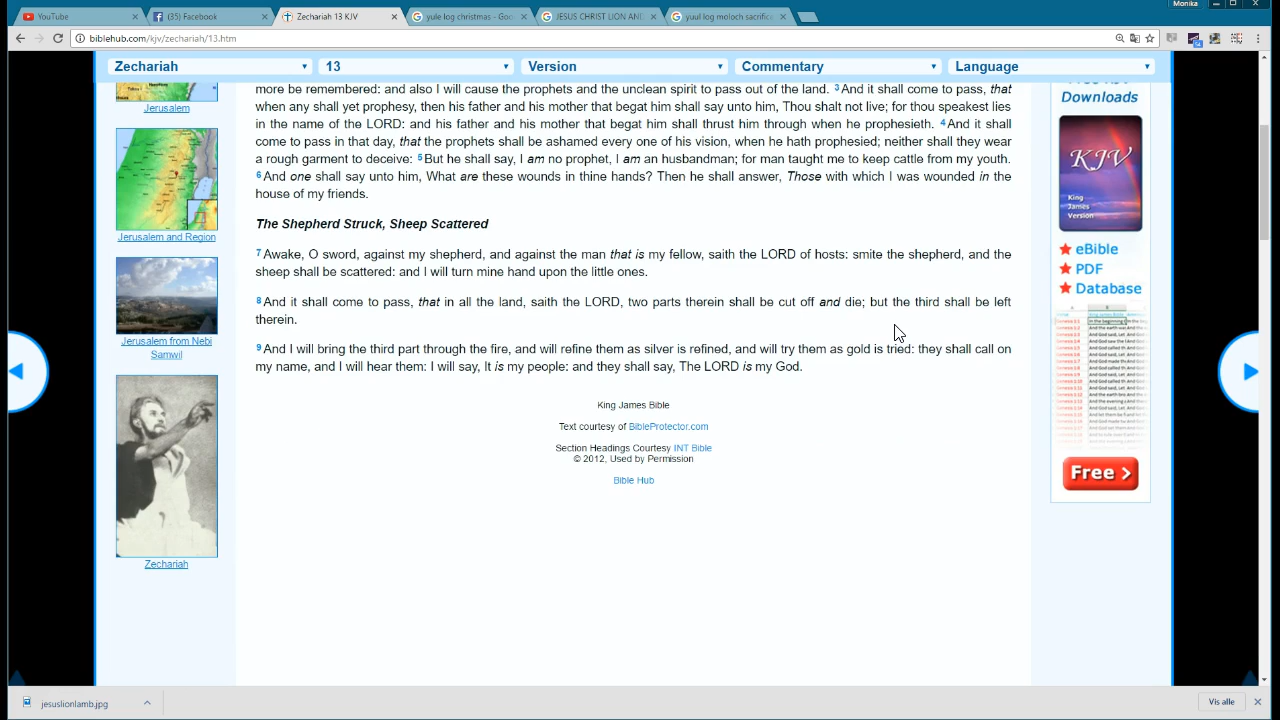 Monika
YouTube
(35) Facebook
Zechariah 13 KJV
yule log christmas - Goo
JESUS CHRIST LION AND
yuul log moloch sacrifice
biblehub.com/kjv/zechariah/13.htm
Zechariah
13
Version
Commentary
Language
Jerusalem
Jerusalem and Region
Jerusalem from Nebi
Samwil
Zechariah
more be remembered: and also I will cause the prophets and the unclean spirit to pass out of the land. 3And it shall come to pass, that
when any shall yet prophesy, then his father and his mother that begat him shall say unto him, Thou shalt not live; for thou speakest lies
in the name of the LORD: and his father and his mother that begat him shall thrust him through when he prophesieth. 4And it shall
come to pass in that day, that the prophets shall be ashamed every one of his vision, when he hath prophesied; neither shall they wear
a rough garment to deceive: 5But he shall say, I am no prophet, I am an husbandman; for man taught me to keep cattle from my youth.
6And one shall say unto him, What are these wounds in thine hands? Then he shall answer, Those with which I was wounded in the
house of my friends.
The Shepherd Struck, Sheep Scattered
7Awake, O sword, against my shepherd, and against the man that is my fellow, saith the LORD of hosts: smite the shepherd, and the
sheep shall be scattered: and I will turn mine hand upon the little ones.
8And it shall come to pass, that in all the land, saith the LORD, two parts therein shall be cut off and die; but the third shall be left
therein.
9And I will bring the third part through the fire, and will refine them as silver is refined, and will try them as gold is tried: they shall call on
my name, and I will hear them: I will say, It is my people: and they shall say, The LORD is my God.
King James Bible
Text courtesy of BibleProtector.com
Section Headings Courtesy INT Bible
© 2012, Used by Permission
Bible Hub
Downloads
KJV
King
James
Version
eBible
PDF
Database
Free >
jesuslionlamb.jpg
Vis alle